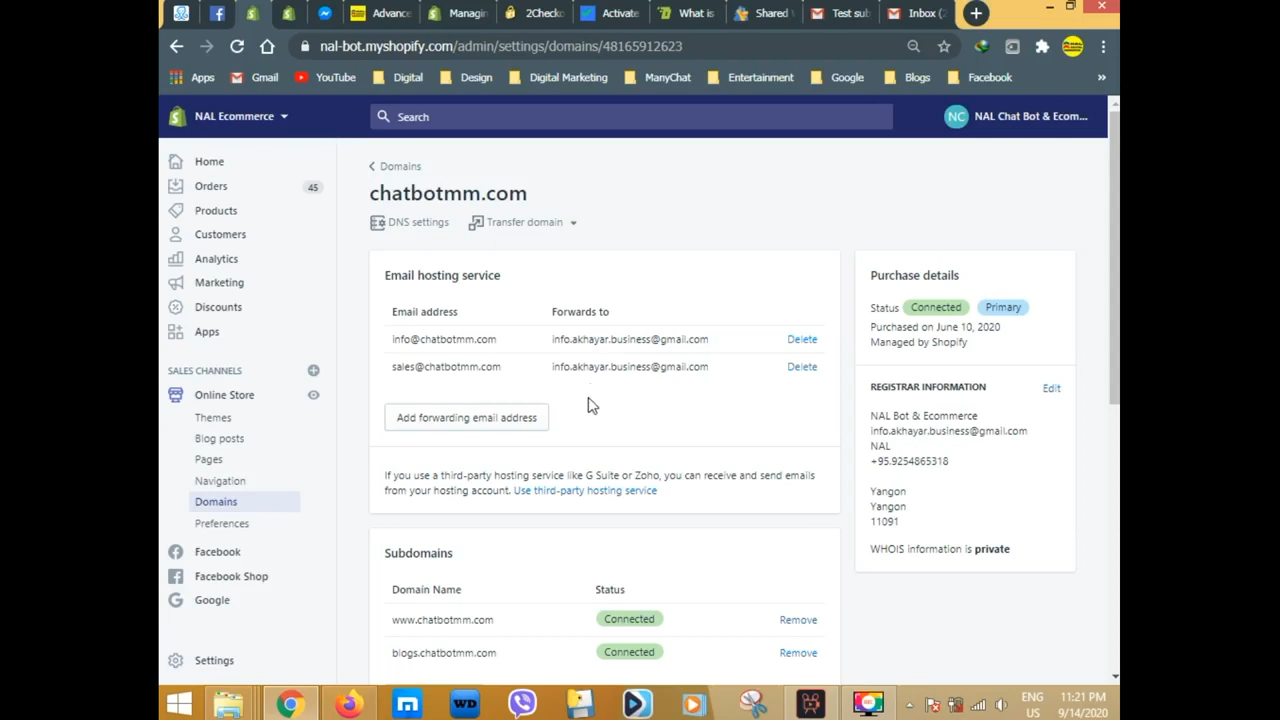 Advance
Managin
2Checko
Activate
What is
Shared
Test sub
Inbox (2
nal-bot.myshopify.com/admin/settings/domains/48165912623
Apps
Gmail
YouTube
Digital
Design
Digital Marketing
ManyChat
Entertainment
Google
Blogs
Facebook
»
NAL Ecommerce
Search
NC
NAL Chat Bot & Ecom...
Home
Orders
45
Products
Customers
Analytics
Marketing
Discounts
Apps
SALES CHANNELS
Online Store
Themes
Blog posts
Pages
Navigation
Domains
Preferences
Facebook
Facebook Shop
Google
Settings
Domains
chatbotmm.com
DNS settings
Transfer domain
Email hosting service
Email address
Forwards to
info@chatbotmm.com
info.akhayar.business@gmail.com
Delete
sales@chatbotmm.com
info.akhayar.business@gmail.com
Delete
Add forwarding email address
If you use a third-party hosting service like G Suite or Zoho, you can receive and send emails
from your hosting account. Use third-party hosting service
Subdomains
Domain Name
Status
www.chatbotmm.com
Connected
Remove
blogs.chatbotmm.com
Connected
Remove
Purchase details
Status Connected Primary
Purchased on June 10, 2020
Managed by Shopify
REGISTRAR INFORMATION
Edit
NAL Bot & Ecommerce
info.akhayar.business@gmail.com
NAL
+95.9254865318
Yangon
Yangon
11091
WHOIS information is private
WD
ENG
US
11:21 PM
9/14/2020